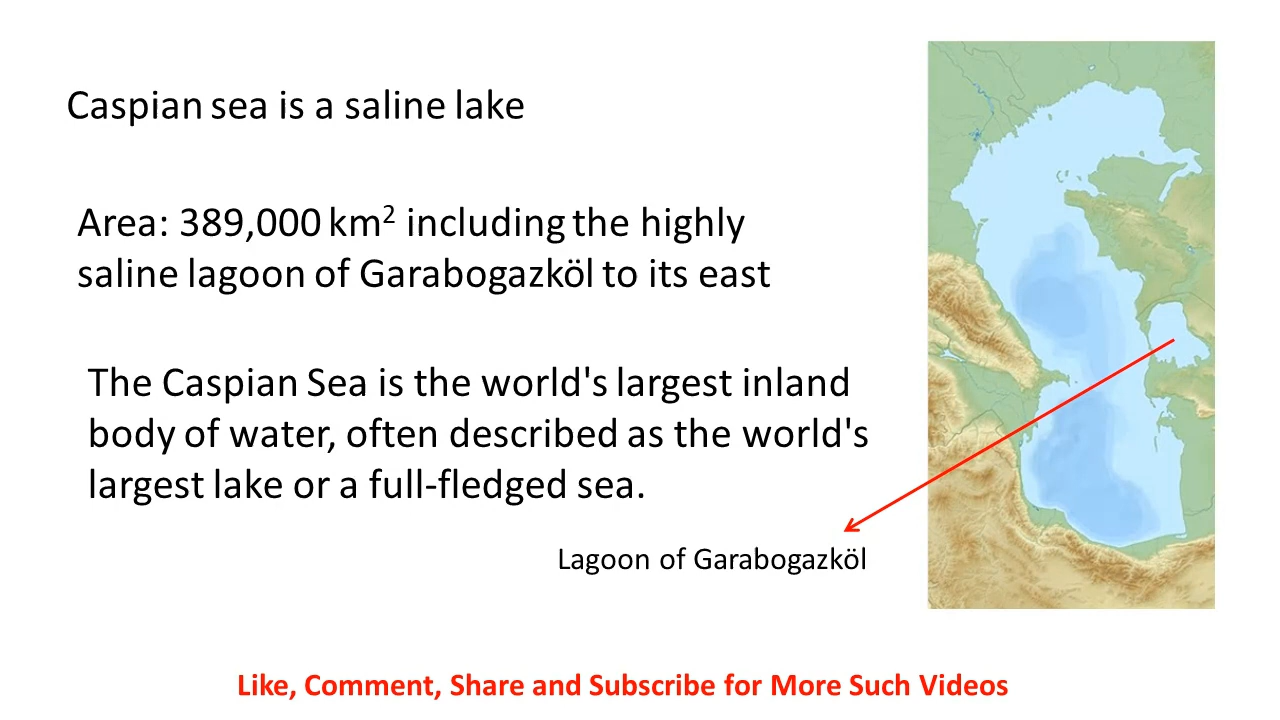 Caspian sea is a saline lake
Area: 389,000 km² including the highly
saline lagoon of Garabogazköl to its east
The Caspian Sea is the world's largest inland
body of water, often described as the world's
largest lake or a full-fledged sea.
Lagoon of Garabogazköl
Like, Comment, Share and Subscribe for More Such Videos